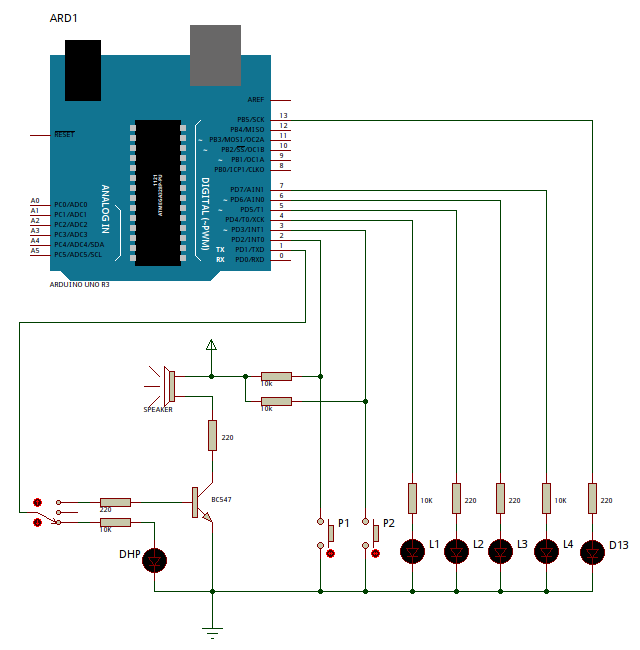 ARD1
AREF
13
PB5/SCK
12
PB4/MISO
RESET
11
~ PB3/MOSI/OC2A
10
~ PB2/SS/OC1B
9
~ PB1/OC1A
8
PB0/ICP1/CLKO
ANALOG IN
DIGITAL (~PWM)
7
PD7/AIN1
6
~ PD6/AIN0
5
~ PD5/T1
4
PD4/T0/XCK
3
~ PD3/INT1
2
PD2/INT0
1
TX PD1/TXD
0
RX PD0/RXD
A0 PC0/ADC0
A1 PC1/ADC1
A2 PC2/ADC2
A3 PC3/ADC3
A4 PC4/ADC4/SDA
A5 PC5/ADC5/SCL
ARDUINO UNO R3
10k
10k
SPEAKER
220
BC547
220
10K
DHP
P1
P2
10K
220
220
10K
220
L1
L2
L3
L4
D13